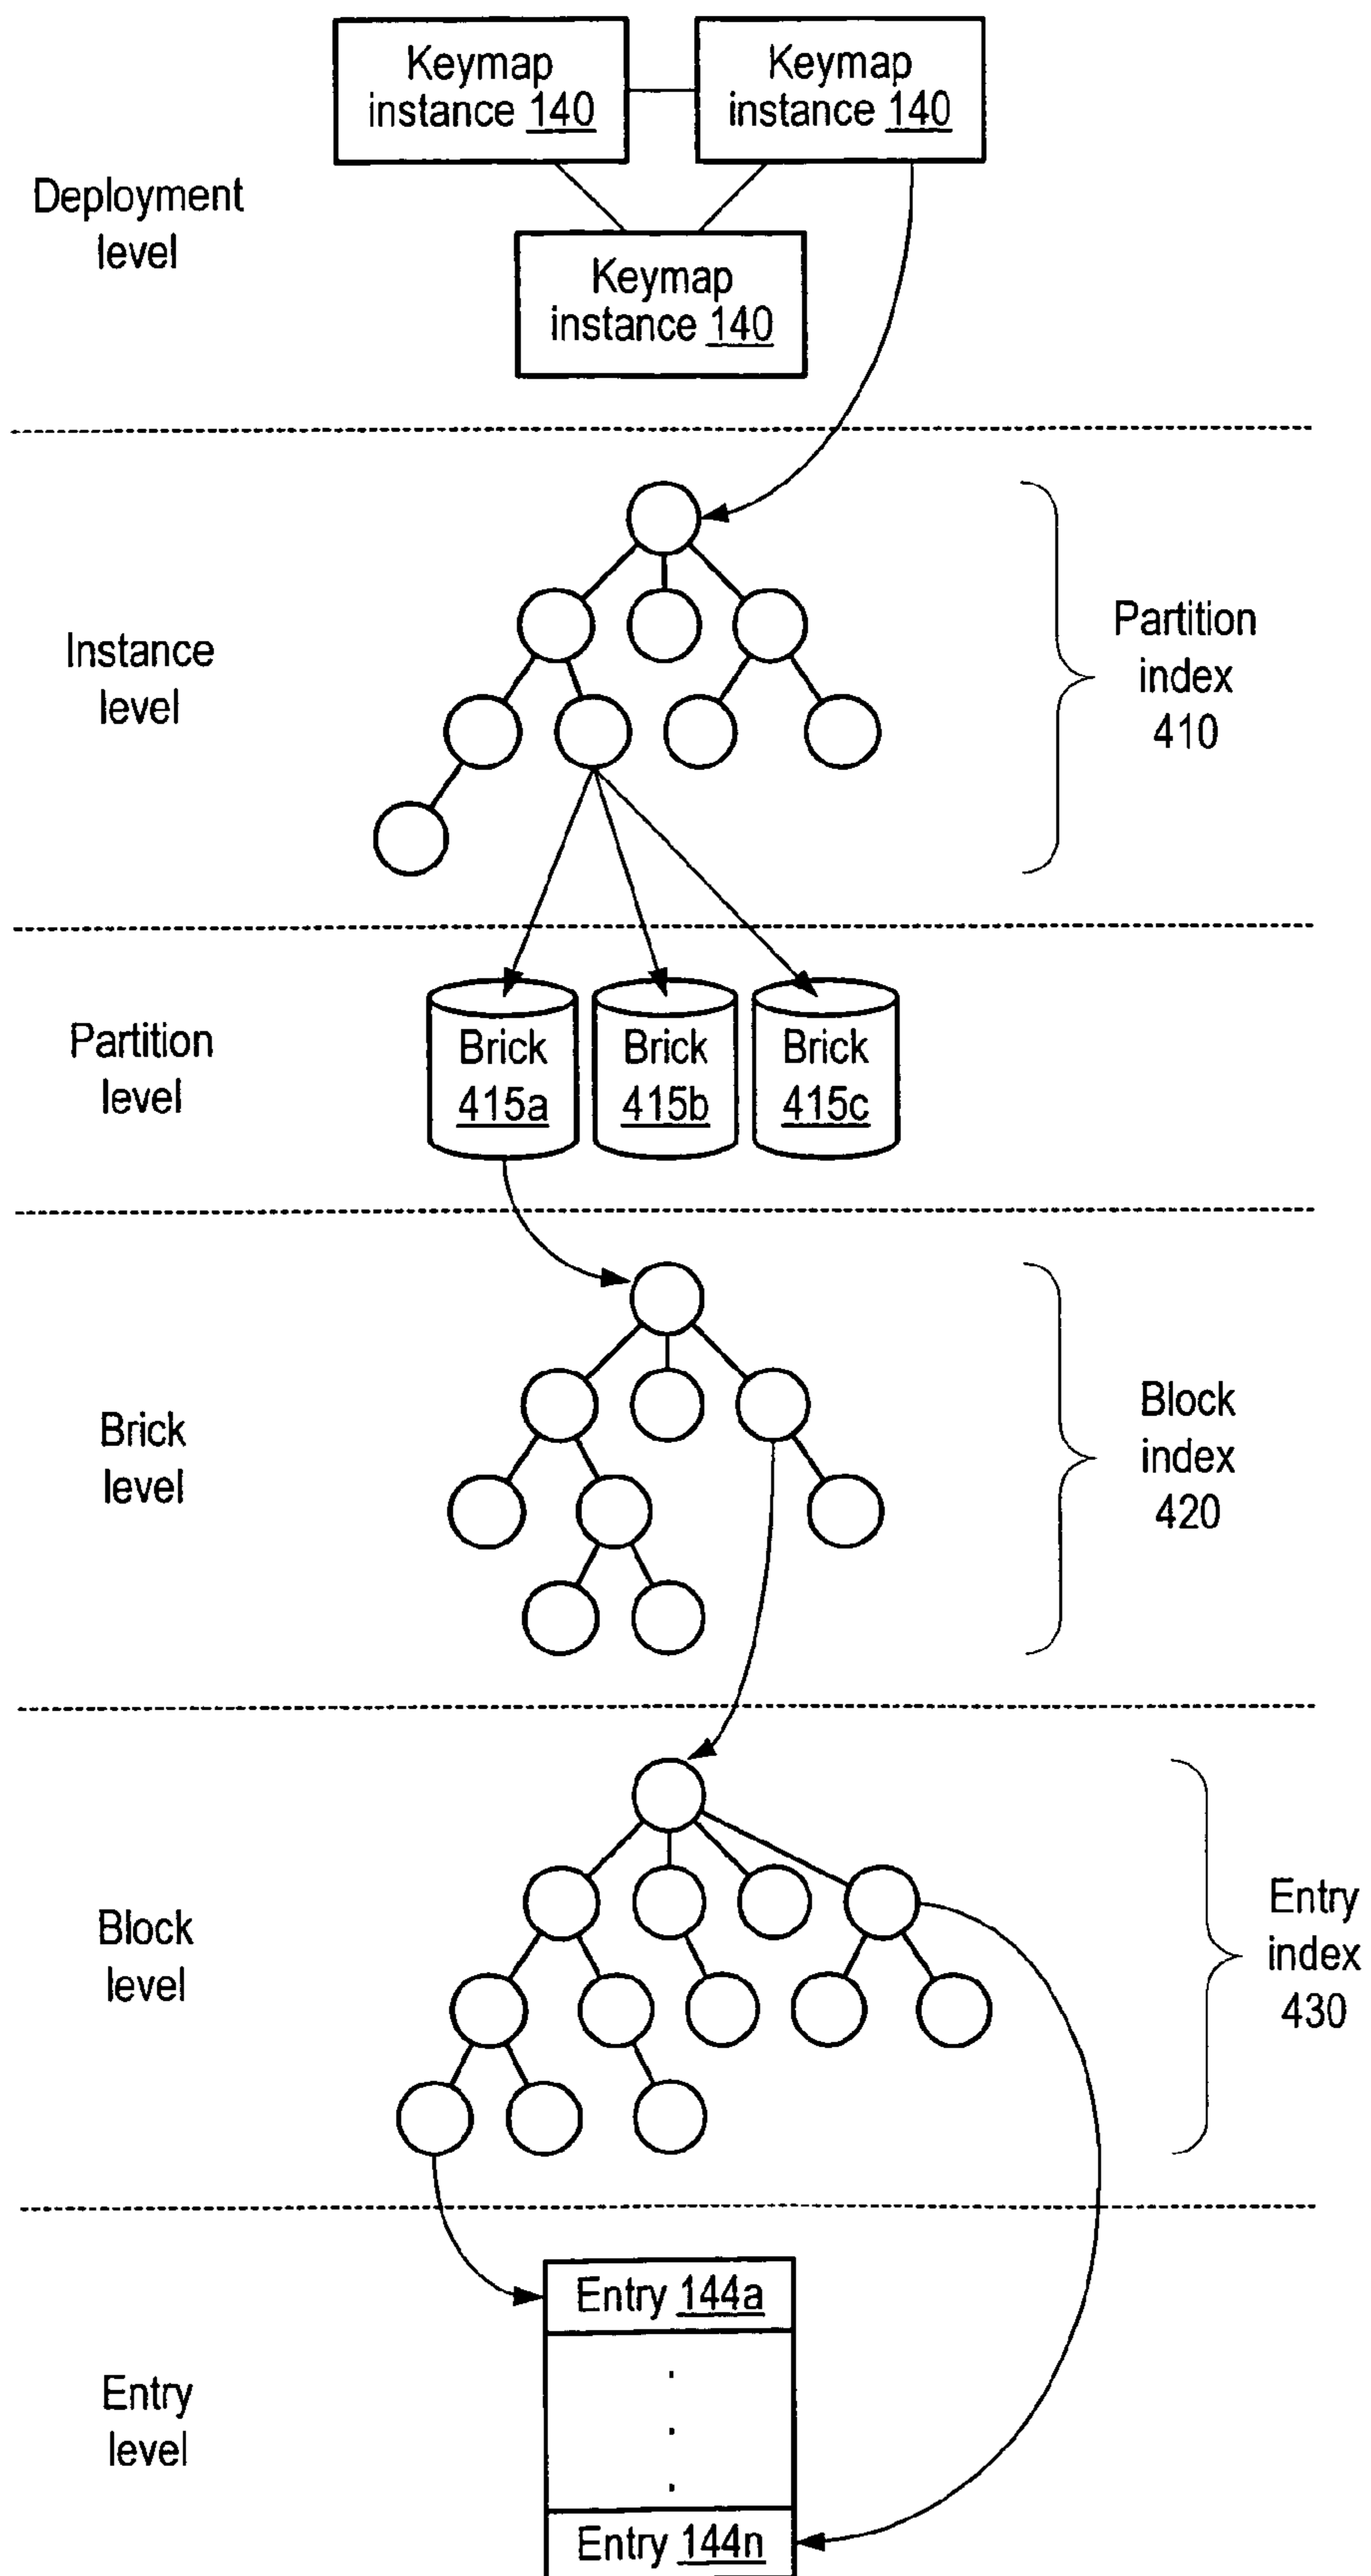 Keymap
instance 140
Keymap
instance 140
Deployment
level
Keymap
instance 140
Instance
level
Partition
index
410
Partition
level
Brick
415a
Brick
415b
Brick
415c
Brick
level
Block
index
420
Block
level
Entry
index
430
Entry
level
Entry 144a
.
.
.
Entry 144n